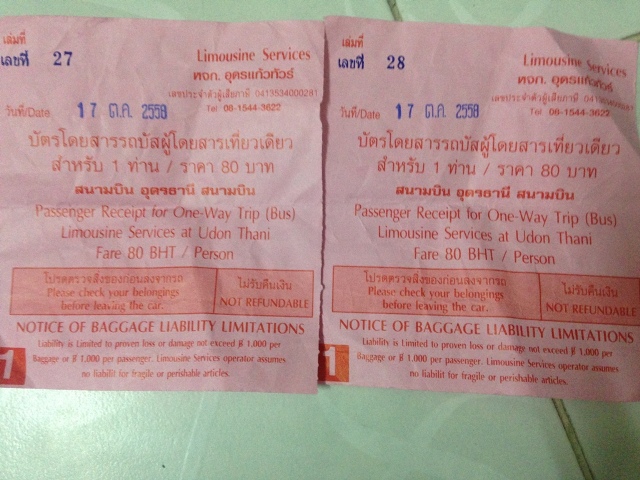 เล่มที่
เลขที่ 27
Limousine Services
หจก. อุดรแก้วทัวร์
เลขประจำตัวผู้เสียภาษี 0413534000281
วันที่/Date 17 ต.ค. 2558
Tel 08-1544-3622
บัตรโดยสารรถบัสผู้โดยสารเที่ยวเดียว
สำหรับ 1 ท่าน / ราคา 80 บาท
สนามบิน อุดรธานี สนามบิน
Passenger Receipt for One-Way Trip (Bus)
Limousine Services at Udon Thani
Fare 80 BHT / Person
โปรดตรวจสิ่งของก่อนลงจากรถ
Please check your belongings
before leaving the car.
ไม่รับคืนเงิน
NOT REFUNDABLE
NOTICE OF BAGGAGE LIABILITY LIMITATIONS
Liability is Limited to proven loss or damage not exceed ฿ 1,000 per
Baggage or ฿ 1,000 per passenger. Limousine Services operator assumes
no liabilit for fragile or perishable articles.
1
เล่มที่
เลขที่ 28
Limousine Services
หจก. อุดรแก้วทัวร์
เลขประจำตัวผู้เสียภาษี 0413534000281
วันที่/Date 17 ต.ค. 2558
Tel 08-1544-3622
บัตรโดยสารรถบัสผู้โดยสารเที่ยวเดียว
สำหรับ 1 ท่าน / ราคา 80 บาท
สนามบิน อุดรธานี สนามบิน
Passenger Receipt for One-Way Trip (Bus)
Limousine Services at Udon Thani
Fare 80 BHT / Person
โปรดตรวจสิ่งของก่อนลงจากรถ
Please check your belongings
before leaving the car.
ไม่รับคืนเงิน
NOT REFUNDABLE
NOTICE OF BAGGAGE LIABILITY LIMITATIONS
Liability is Limited to proven loss or damage not exceed ฿ 1,000 per
Baggage or ฿ 1,000 per passenger. Limousine Services operator assumes
no liabilit for fragile or perishable articles.
1